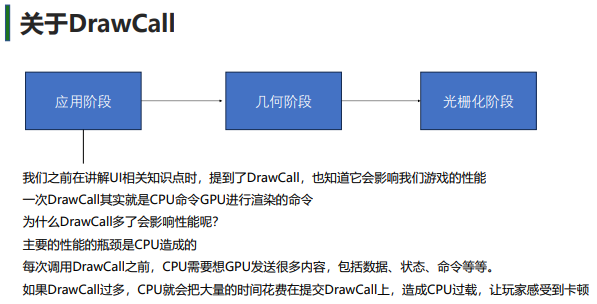 关于DrawCall
应用阶段
几何阶段
光栅化阶段
我们之前在讲解UI相关知识点时，提到了DrawCall，也知道它会影响我们游戏的性能
一次DrawCall其实就是CPU命令GPU进行渲染的命令
为什么DrawCall多了会影响性能呢？
主要的性能的瓶颈是CPU造成的
每次调用DrawCall之前，CPU需要想GPU发送很多内容，包括数据、状态、命令等等。
如果DrawCall过多，CPU就会把大量的时间花费在提交DrawCall上，造成CPU过载，让玩家感受到卡顿